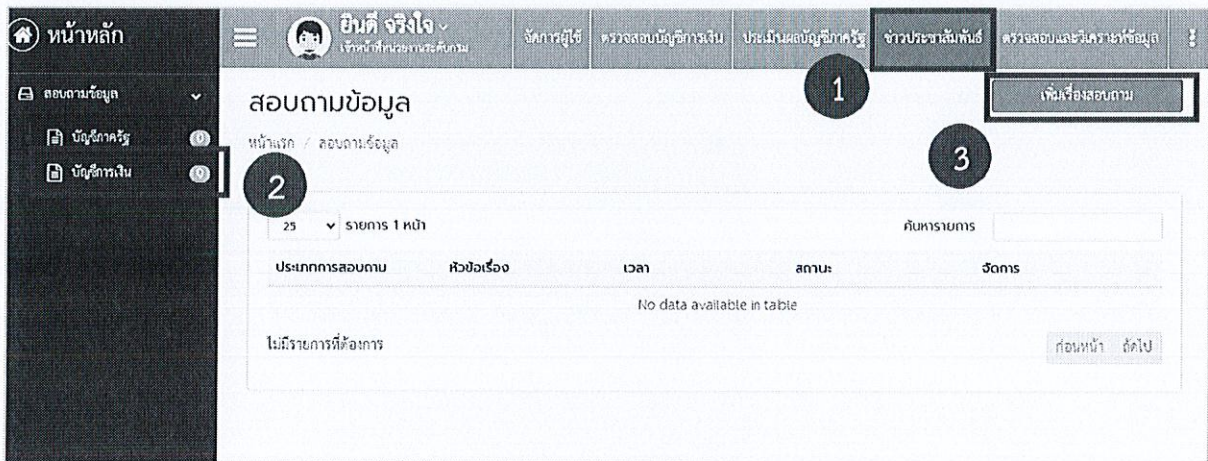 หน้าหลัก
ยินดี จริงใจ
เจ้าหน้าที่หน่วยงานระดับกรม
จัดการผู้ใช้ ตรวจสอบบัญชีการเงิน ประเมินผลบัญชีภาครัฐ ข่าวประชาสัมพันธ์ ตรวจสอบและวิเคราะห์ข้อมูล
1
สอบถามข้อมูล
บัญชีภาครัฐ 0
บัญชีการเงิน 0
2
สอบถามข้อมูล
เพิ่มเรื่องสอบถาม
3
หน้าแรก / สอบถามข้อมูล
25 รายการ 1 หน้า
ค้นหารายการ
ประเภทการสอบถาม หัวข้อเรื่อง เวลา สถานะ จัดการ
No data available in table
ไม่มีรายการที่ต้องการ
ก่อนหน้า ถัดไป